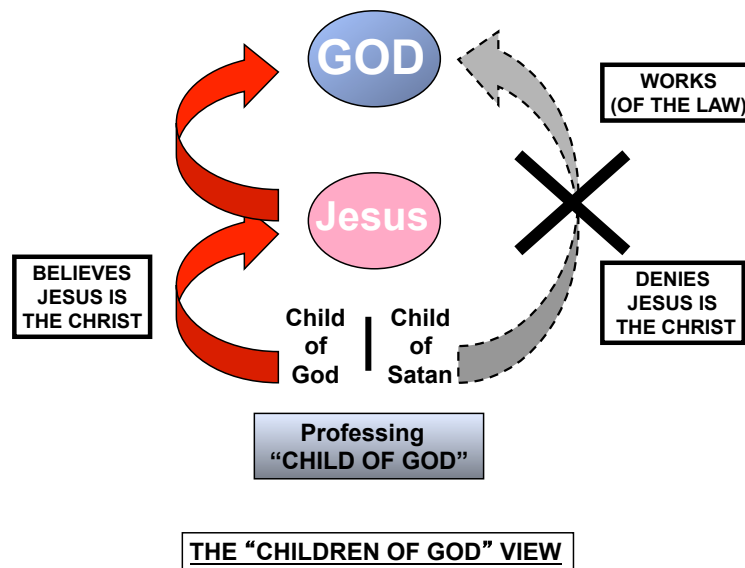 GOD
WORKS
(OF THE LAW)
Jesus
BELIEVES
JESUS IS
THE CHRIST
DENIES
JESUS IS
THE CHRIST
Child
of
God
Child
of
Satan
Professing
“CHILD OF GOD”
THE “CHILDREN OF GOD” VIEW